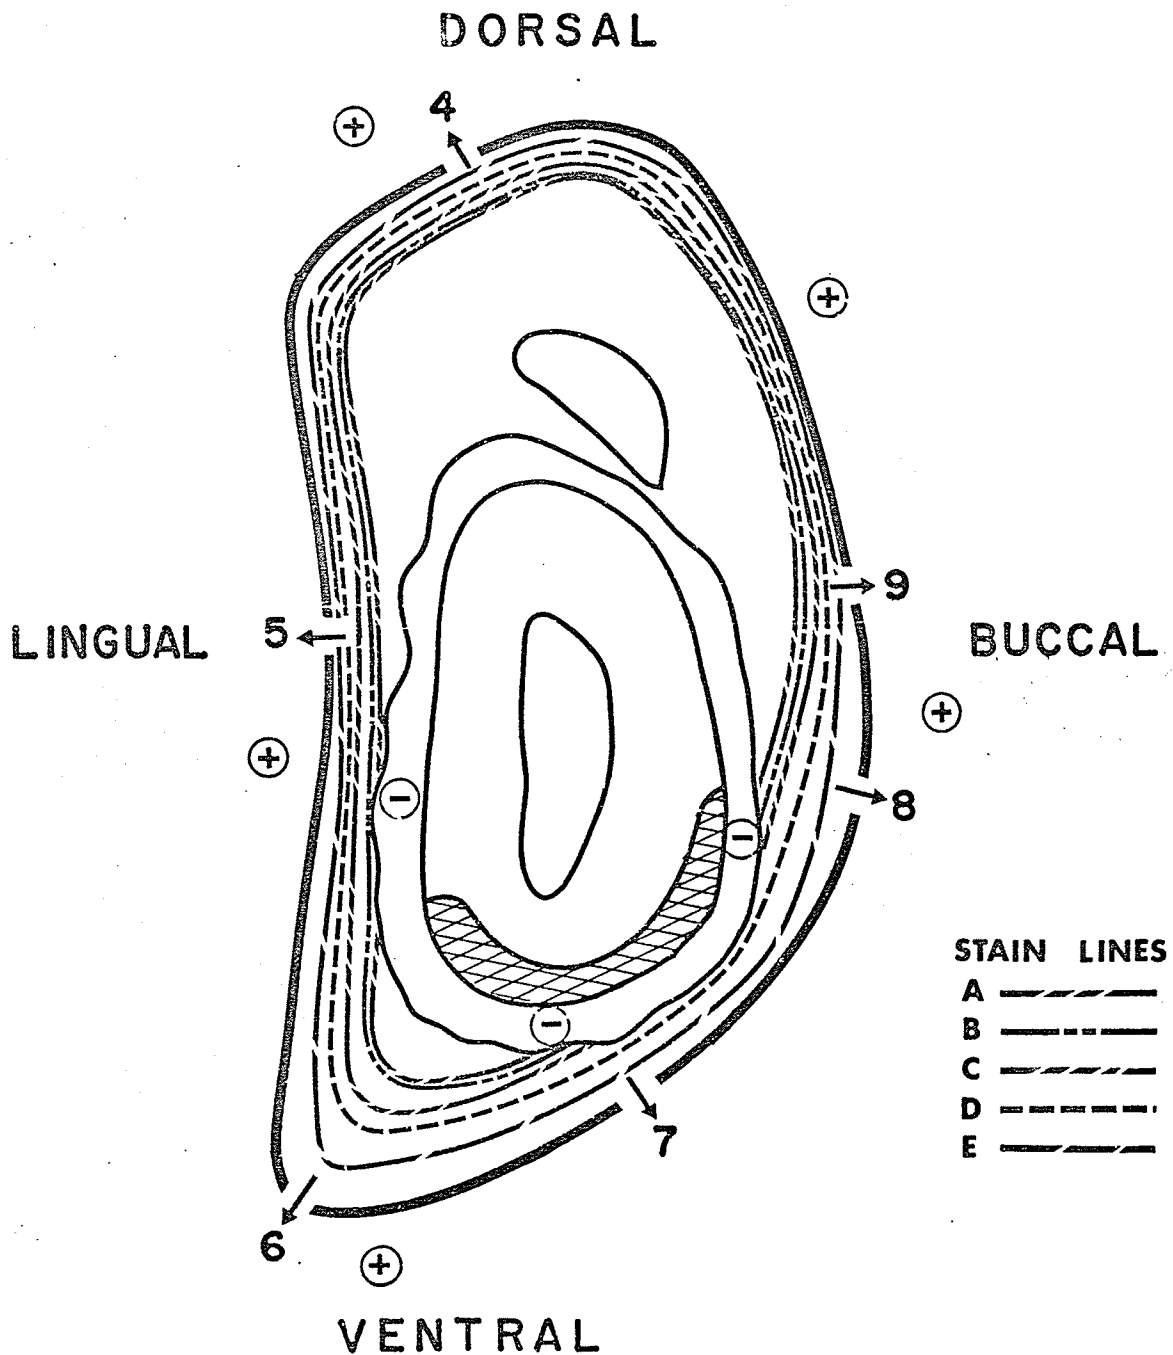 DORSAL
4
+
+
9
LINGUAL
5
BUCCAL
+
+
−
8
−
STAIN LINES
A
B
C
D
E
−
7
6
+
VENTRAL